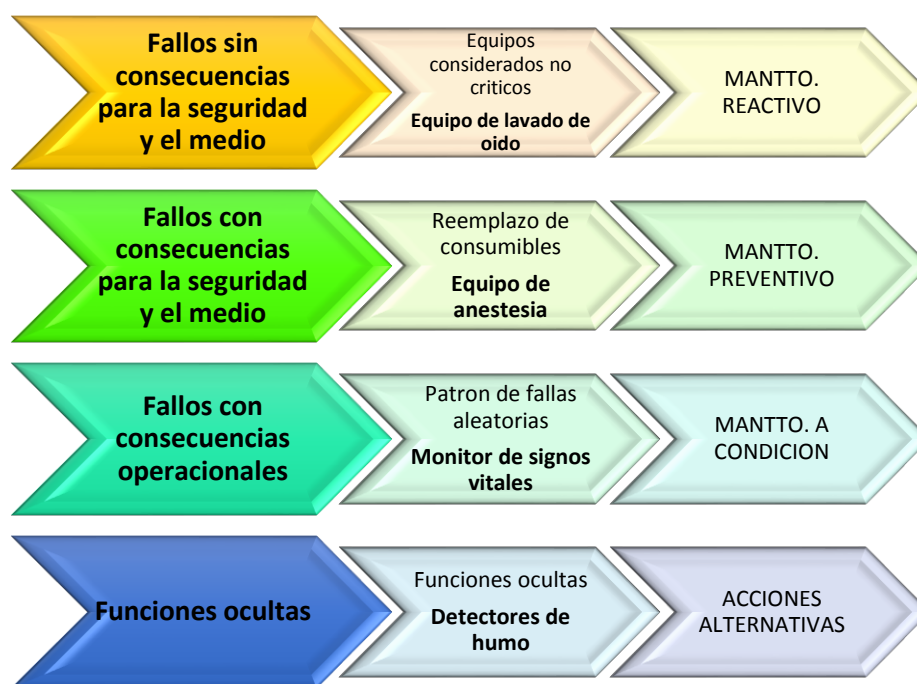 Fallos sin
consecuencias
para la seguridad
y el medio
Equipos
considerados no
criticos
Equipo de lavado de
oido
MANTTO.
REACTIVO
Fallos con
consecuencias
para la seguridad
y el medio
Reemplazo de
consumibles
Equipo de
anestesia
MANTTO.
PREVENTIVO
Fallos con
consecuencias
operacionales
Patron de fallas
aleatorias
Monitor de signos
vitales
MANTTO. A
CONDICION
Funciones ocultas
Funciones ocultas
Detectores de
humo
ACCIONES
ALTERNATIVAS